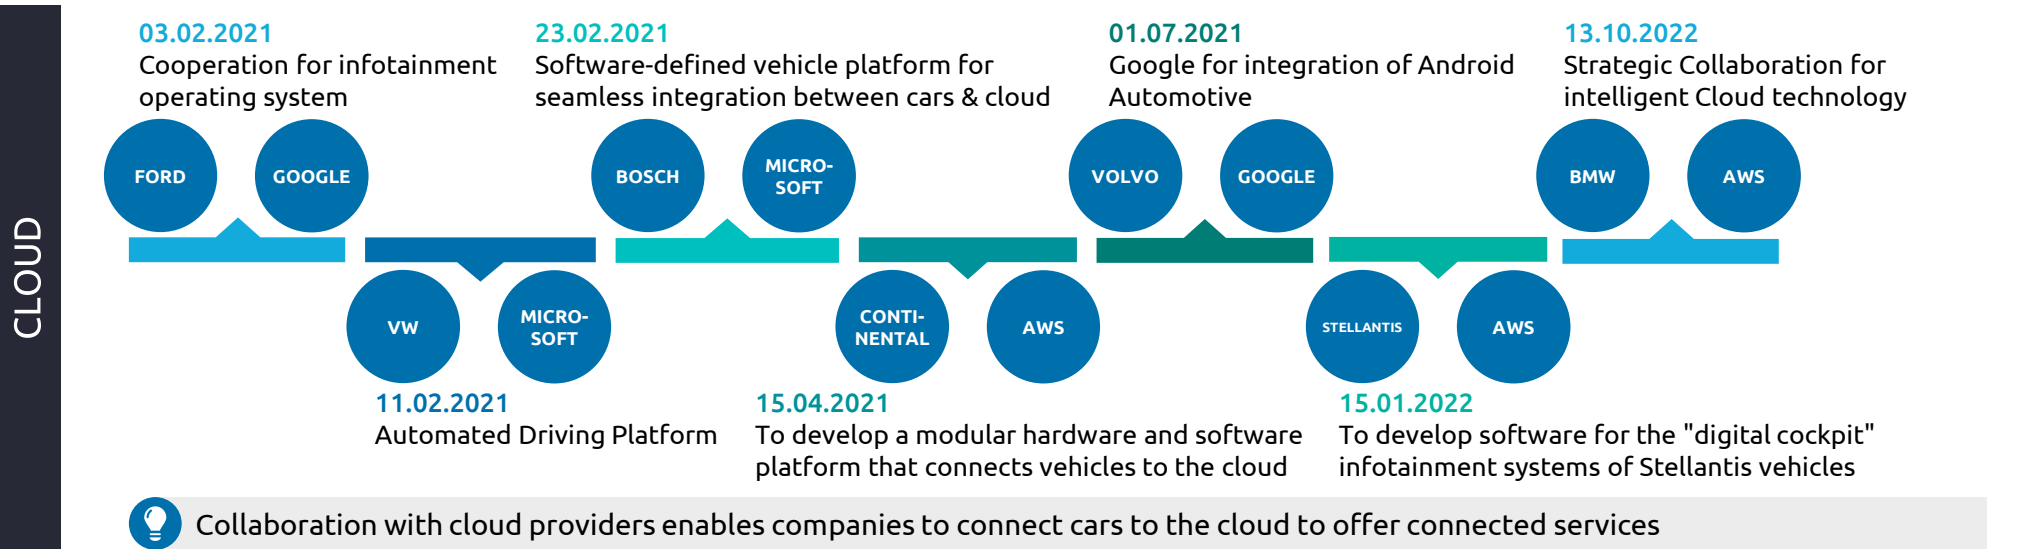 CLOUD
03.02.2021
Cooperation for infotainment
operating system
FORD
GOOGLE
11.02.2021
Automated Driving Platform
VW
MICRO-
SOFT
23.02.2021
Software-defined vehicle platform for
seamless integration between cars & cloud
BOSCH
MICRO-
SOFT
15.04.2021
To develop a modular hardware and software
platform that connects vehicles to the cloud
CONTI-
NENTAL
AWS
01.07.2021
Google for integration of Android
Automotive
VOLVO
GOOGLE
15.01.2022
To develop software for the "digital cockpit"
infotainment systems of Stellantis vehicles
STELLANTIS
AWS
13.10.2022
Strategic Collaboration for
intelligent Cloud technology
BMW
AWS
Collaboration with cloud providers enables companies to connect cars to the cloud to offer connected services